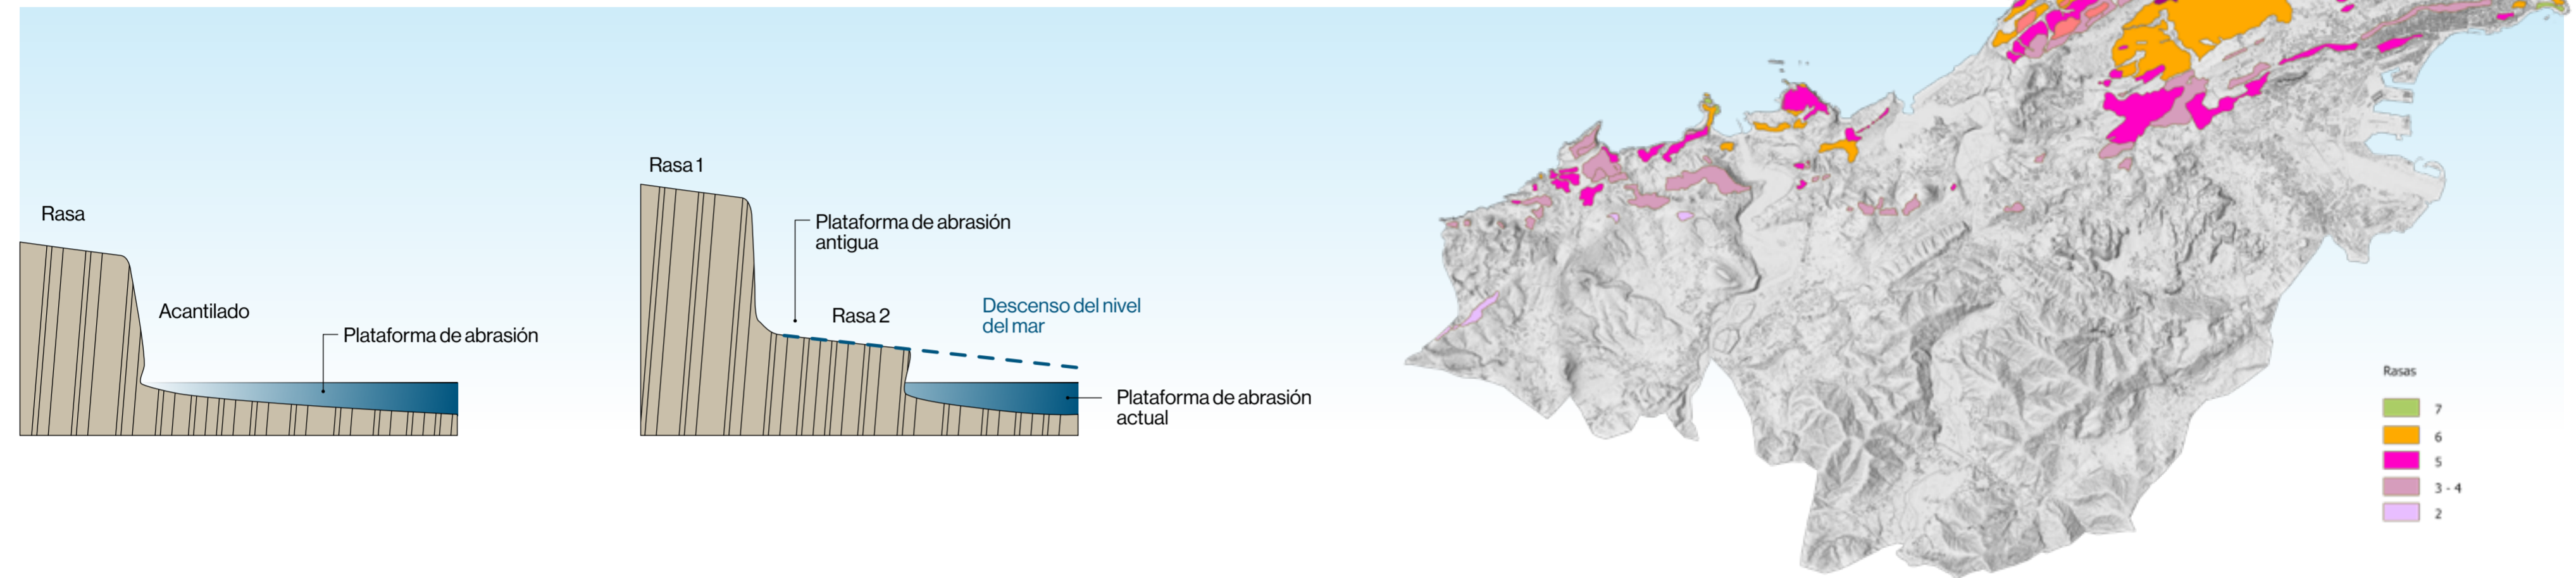 Rasa
Acantilado
Plataforma de abrasión
Rasa 1
Plataforma de abrasión
antigua
Rasa 2
Descenso del nivel
del mar
Plataforma de abrasión
actual
Rasas
7
6
5
3 - 4
2